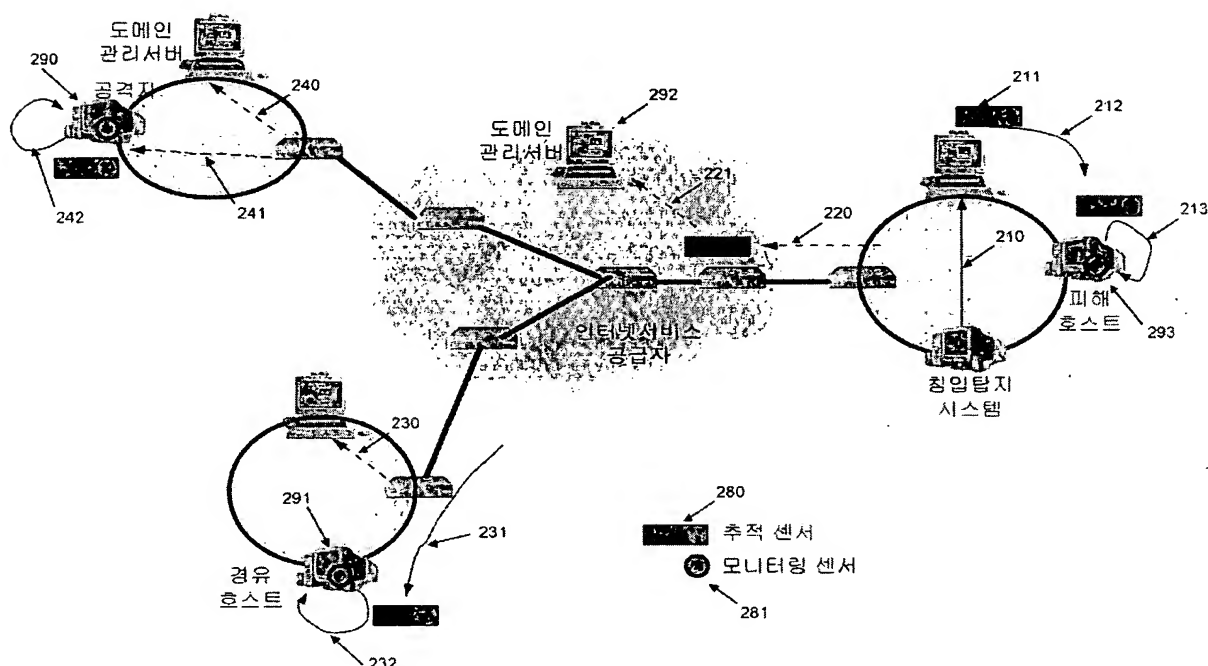 도메인
관리서버
290
공격자
240
242
241
292
도메인
관리서버
221
220
211
212
213
210
피해
호스트
293
인터넷서비스
공급자
침입탐지
시스템
230
291
231
경유
호스트
232
280
추적 센서
모니터링 센서
281